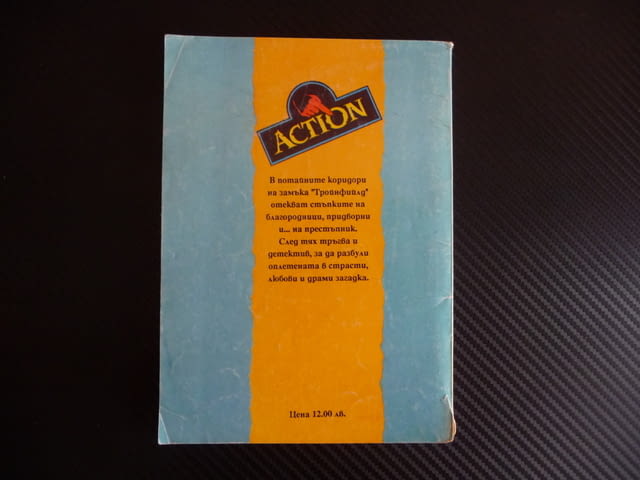 ACTION
В потайните коридори
на замъка "Тройнфийлд"
отекват стъпките на
благородници, придворни
и... на престъпник.
След тях тръгва и
детектив, за да разбули
оплетената в страсти,
любови и драми загадка.
Цена 12.00 лв.